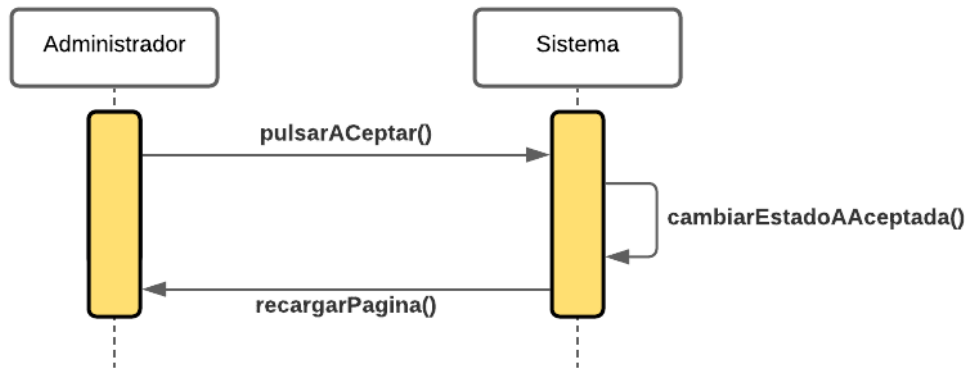 Administrador
Sistema
pulsarACeptar()
cambiarEstadoAAceptada()
recargarPagina()